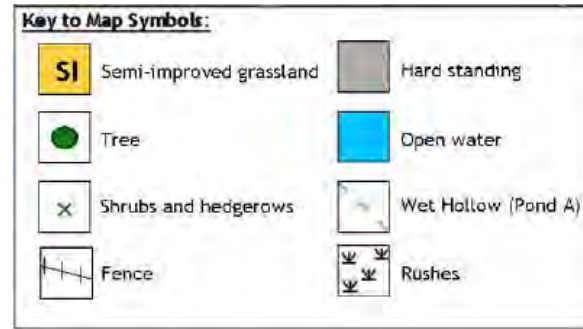 Key to Map Symbols:
SI Semi-improved grassland
Hard standing
Tree
Open water
Shrubs and hedgerows
Wet Hollow (Pond A)
Fence
Rushes